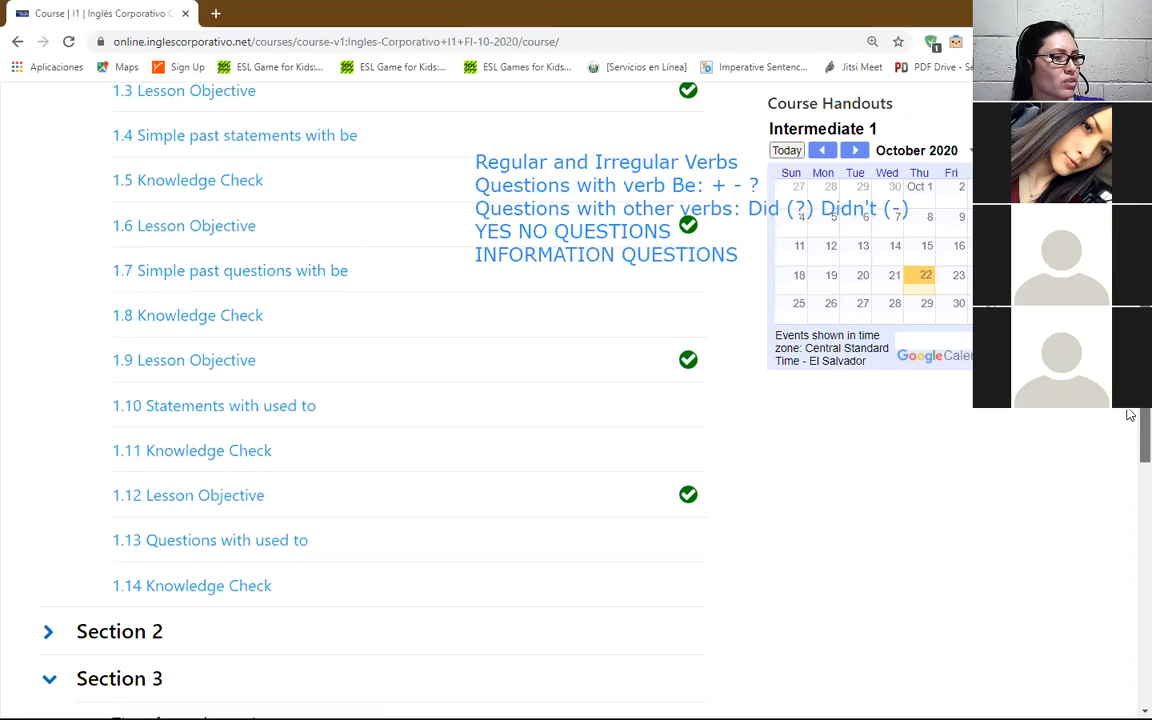 Course | I1 | Inglés Corporativo
online.inglescorporativo.net/courses/course-v1:Ingles-Corporativo+I1+FI-10-2020/course/
1
Aplicaciones Maps Sign Up ESL Game for Kids:... ESL Game for Kids:... ESL Games for Kids:... [Servicios en Línea] Imperative Sentenc... Jitsi Meet PDF Drive - Se
1.3 Lesson Objective
1.4 Simple past statements with be
1.5 Knowledge Check
1.6 Lesson Objective
1.7 Simple past questions with be
1.8 Knowledge Check
1.9 Lesson Objective
1.10 Statements with used to
1.11 Knowledge Check
1.12 Lesson Objective
1.13 Questions with used to
1.14 Knowledge Check
Section 2
Section 3
Regular and Irregular Verbs
Questions with verb Be: + - ?
Questions with other verbs: Did (?) Didn't (-)
YES NO QUESTIONS
INFORMATION QUESTIONS
Course Handouts
Intermediate 1
Today October 2020
Sun Mon Tue Wed Thu Fri
27 28 29 30 Oct 1 2
4 5 6 7 8 9
11 12 13 14 15 16
18 19 20 21 22 23
25 26 27 28 29 30
Events shown in time
zone: Central Standard
Time - El Salvador
Google Calen